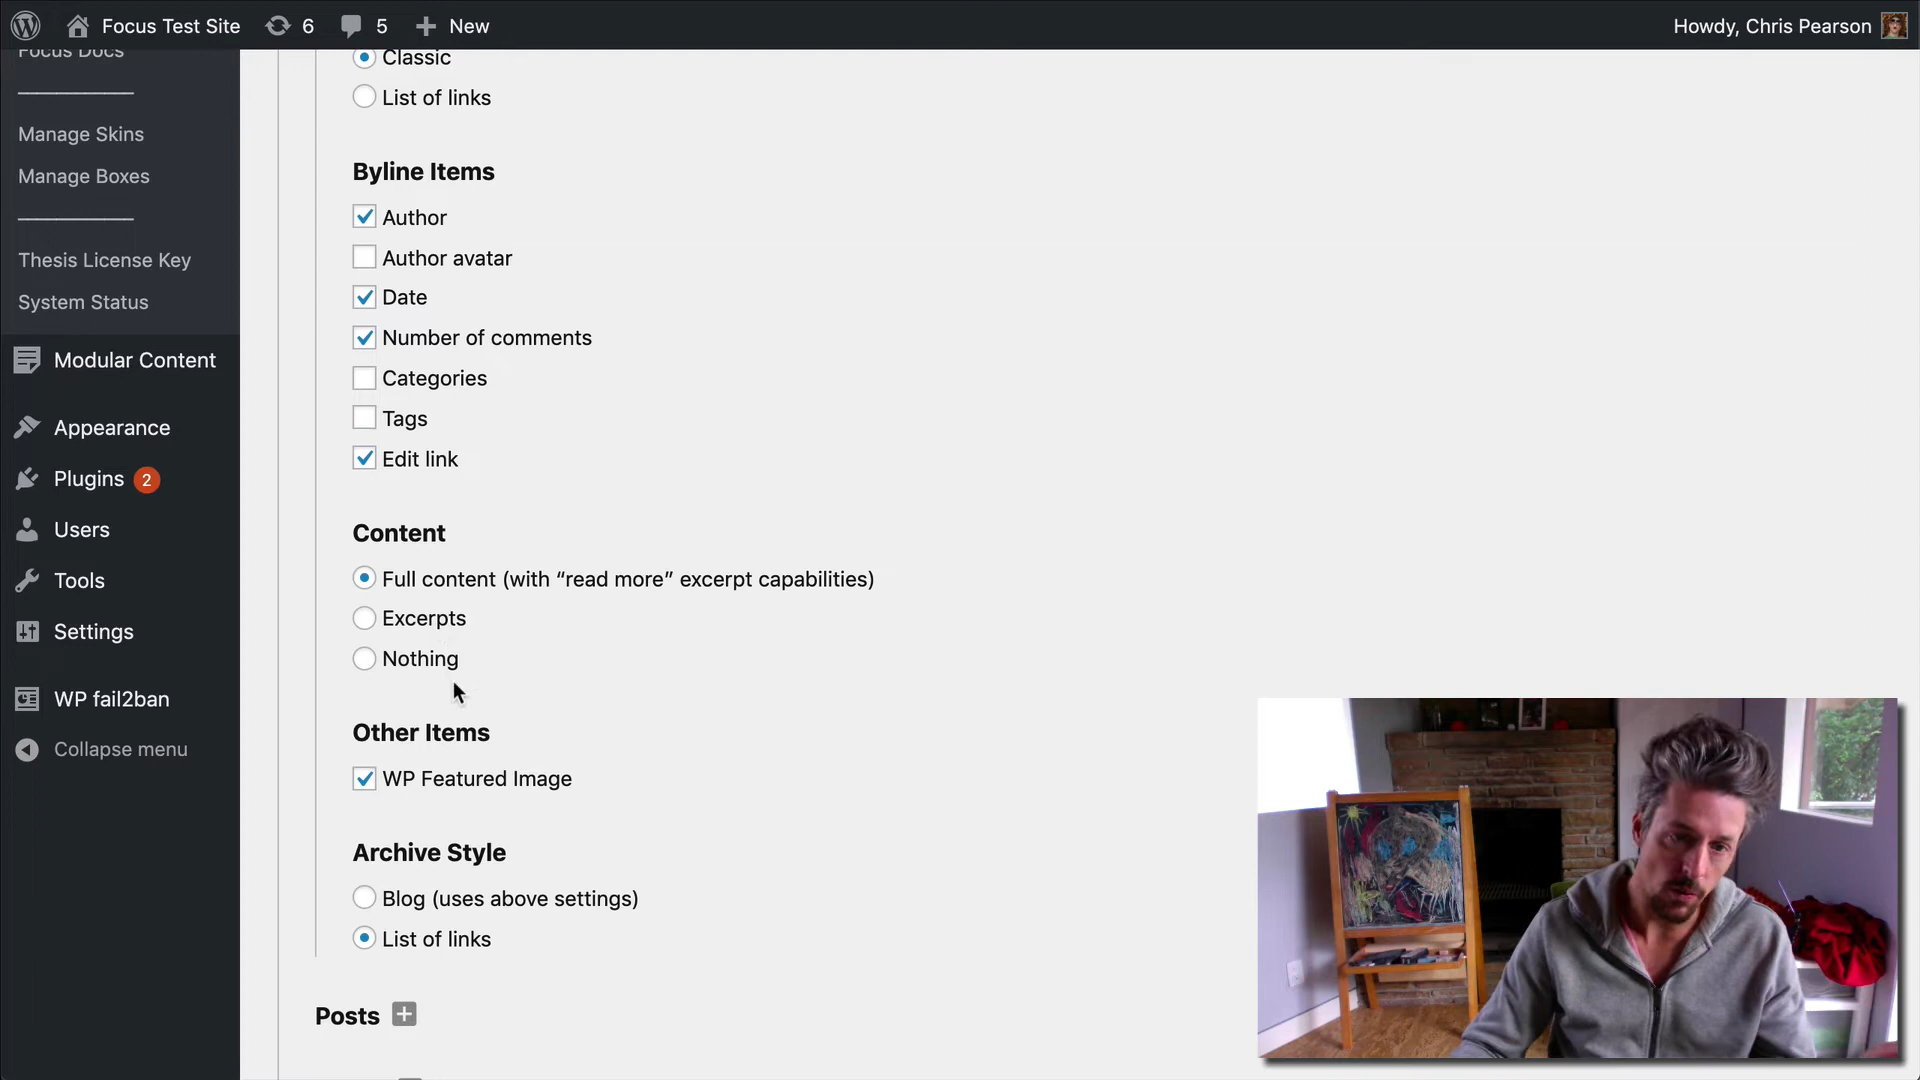 Focus Test Site 6 5 New Howdy, Chris Pearson
Focus Docs
Manage Skins
Manage Boxes
Thesis License Key
System Status
Modular Content
Appearance
Plugins 2
Users
Tools
Settings
WP fail2ban
Collapse menu
Classic
List of links
Byline Items
Author
Author avatar
Date
Number of comments
Categories
Tags
Edit link
Content
Full content (with “read more” excerpt capabilities)
Excerpts
Nothing
Other Items
WP Featured Image
Archive Style
Blog (uses above settings)
List of links
Posts